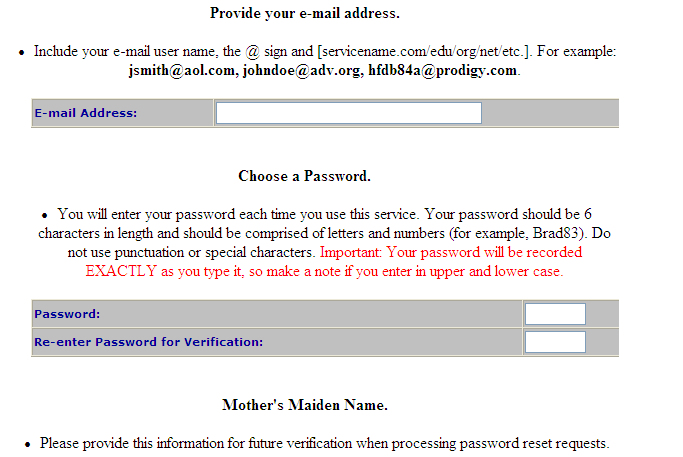 Provide your e-mail address.
• Include your e-mail user name, the @ sign and [servicename.com/edu/org/net/etc.]. For example:
jsmith@aol.com, johndoe@adv.org, hfdb84a@prodigy.com.
E-mail Address:
Choose a Password.
• You will enter your password each time you use this service. Your password should be 6
characters in length and should be comprised of letters and numbers (for example, Brad83). Do
not use punctuation or special characters. Important: Your password will be recorded
EXACTLY as you type it, so make a note if you enter in upper and lower case.
Password:
Re-enter Password for Verification:
Mother's Maiden Name.
• Please provide this information for future verification when processing password reset requests.